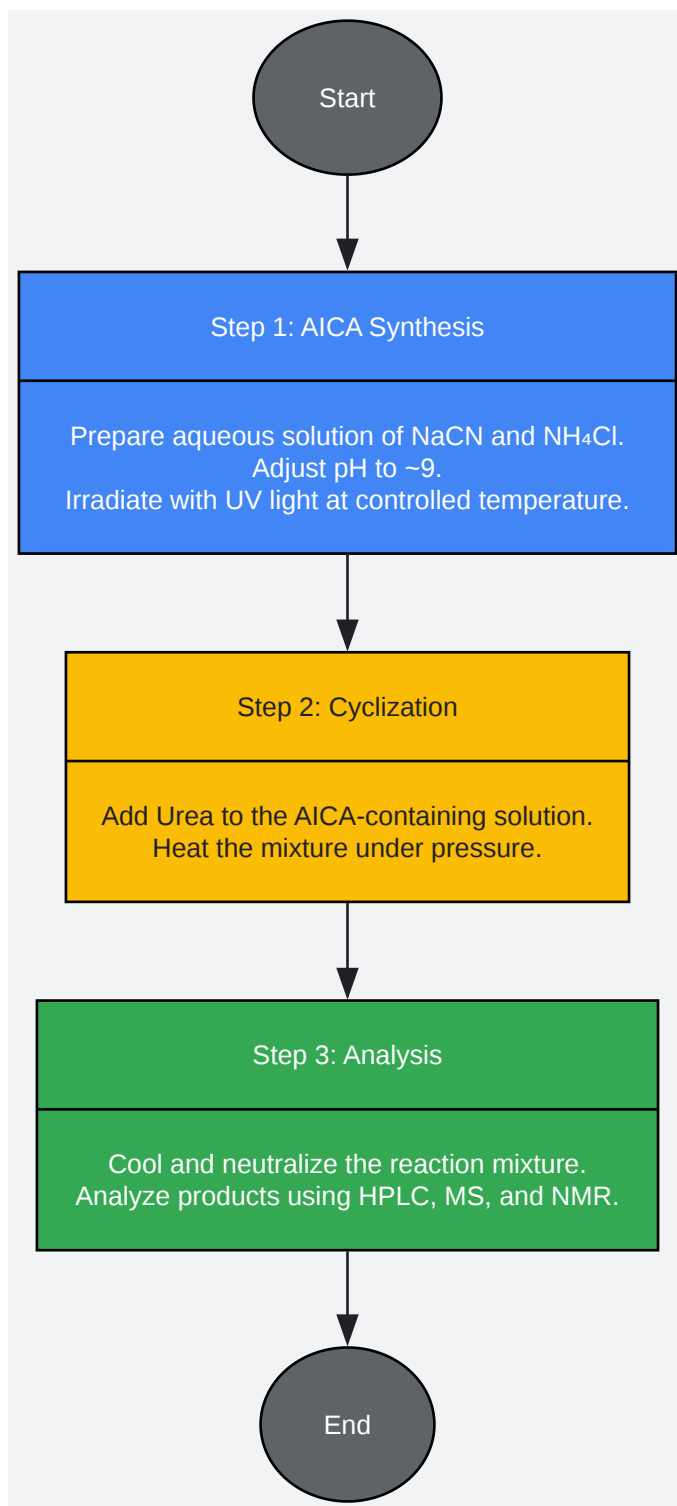 Start
Step 1: AICA Synthesis
Prepare aqueous solution of NaCN and NH₄Cl.
Adjust pH to ~9.
Irradiate with UV light at controlled temperature.
Step 2: Cyclization
Add Urea to the AICA-containing solution.
Heat the mixture under pressure.
Step 3: Analysis
Cool and neutralize the reaction mixture.
Analyze products using HPLC, MS, and NMR.
End